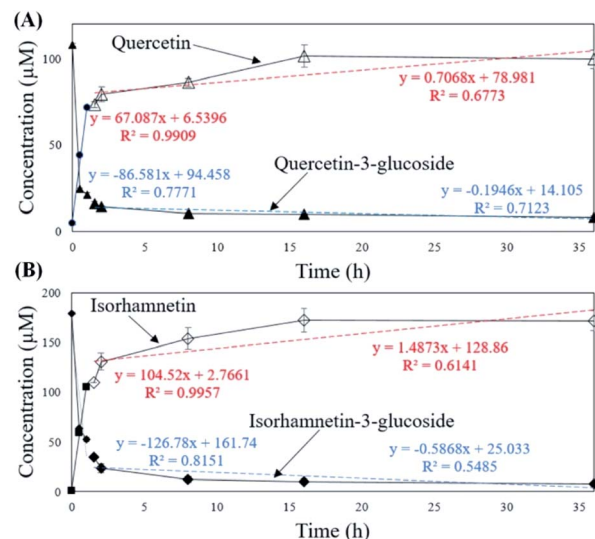 (A)
Concentration (µM)
150
100
50
0
Quercetin
y = 0.7068x + 78.981
R² = 0.6773
y = 67.087x + 6.5396
R² = 0.9909
y = -86.581x + 94.458
R² = 0.7771
Quercetin-3-glucoside
y = -0.1946x + 14.105
R² = 0.7123
0 5 10 15 20 25 30 35
Time (h)
(B)
Concentration (µM)
200
150
100
50
0
Isorhamnetin
y = 1.4873x + 128.86
R² = 0.6141
y = 104.52x + 2.7661
R² = 0.9957
Isorhamnetin-3-glucoside
y = -126.78x + 161.74
R² = 0.8151
y = -0.5868x + 25.033
R² = 0.5485
0 5 10 15 20 25 30 35
Time (h)